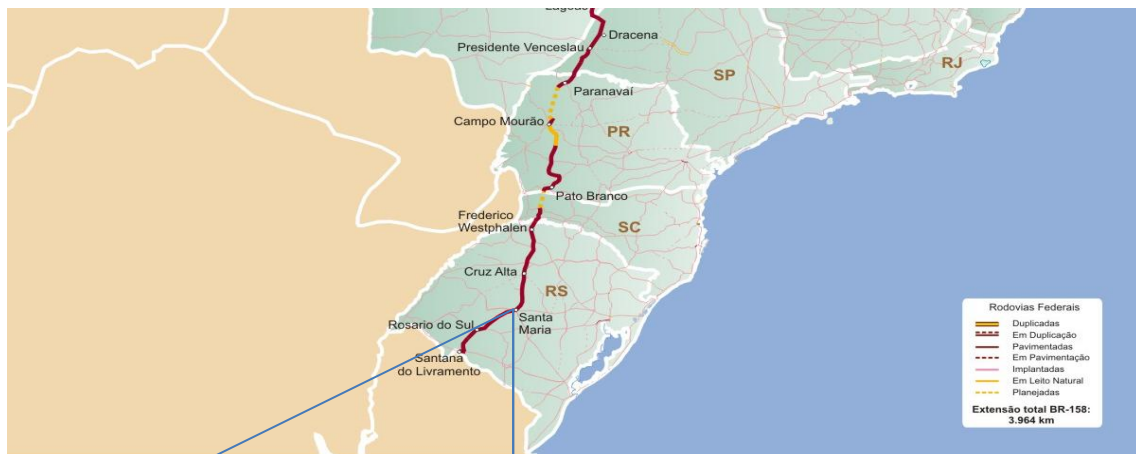 Lagoas
Dracena
Presidente Venceslau
SP
RJ
Paranavaí
Campo Mourão
PR
Pato Branco
Frederico
Westphalen
SC
Cruz Alta
RS
Rosario do Sul
Santa
Maria
Santana
do Livramento
Rodovias Federais
Duplicadas
Em Duplicação
Pavimentadas
Em Pavimentação
Implantadas
Em Leito Natural
Planejadas
Extensão total BR-158:
3.964 km